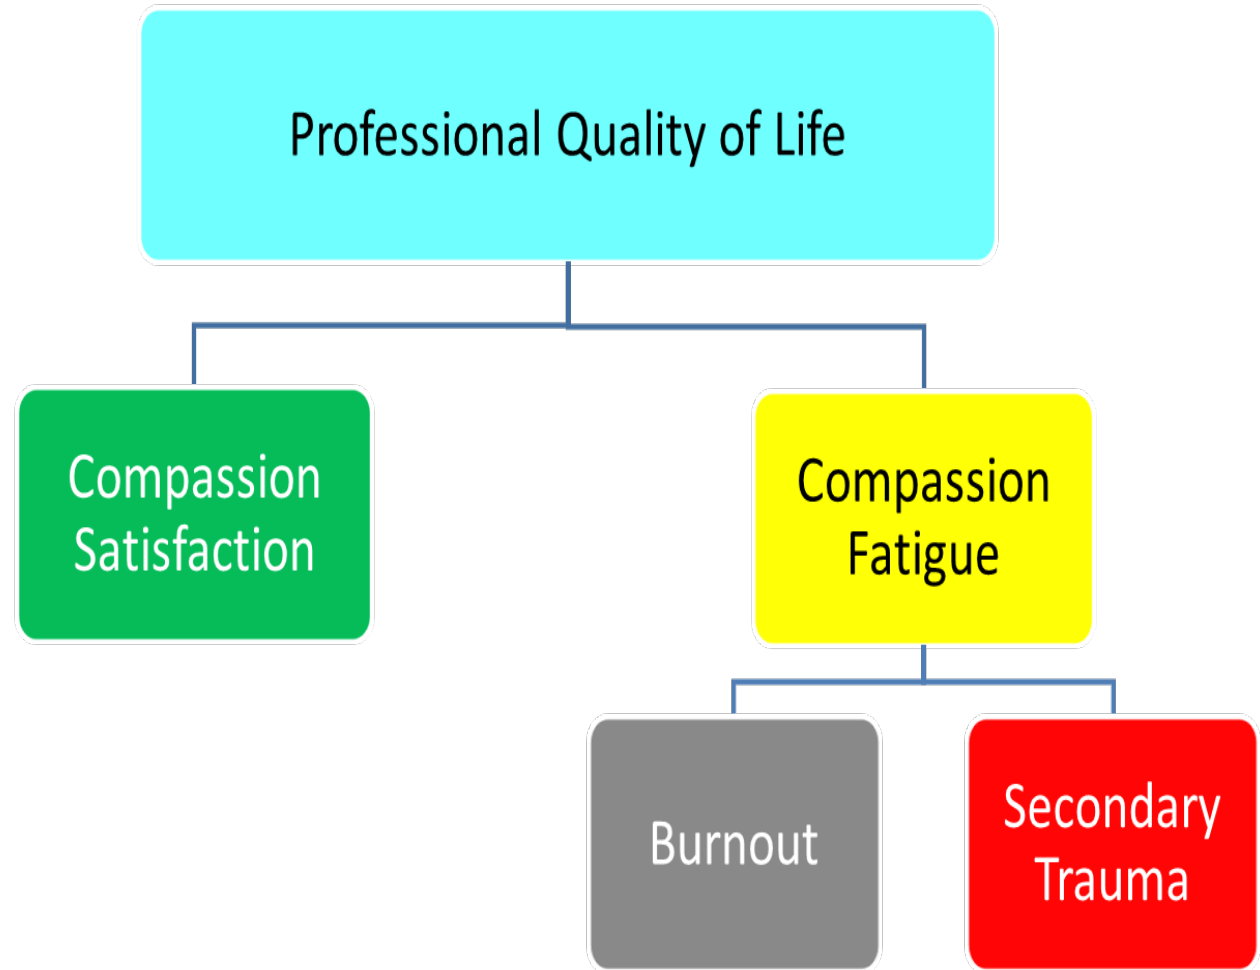 Professional Quality of Life
Compassion
Satisfaction
Compassion
Fatigue
Burnout
Secondary
Trauma